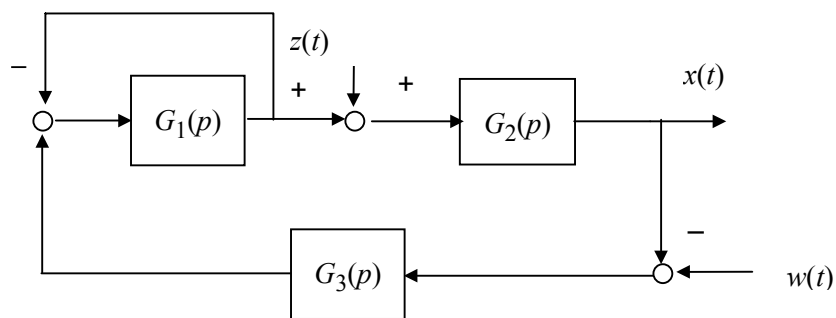 z(t)
x(t)
−
+
+
G₁(p)
G₂(p)
−
G₃(p)
w(t)